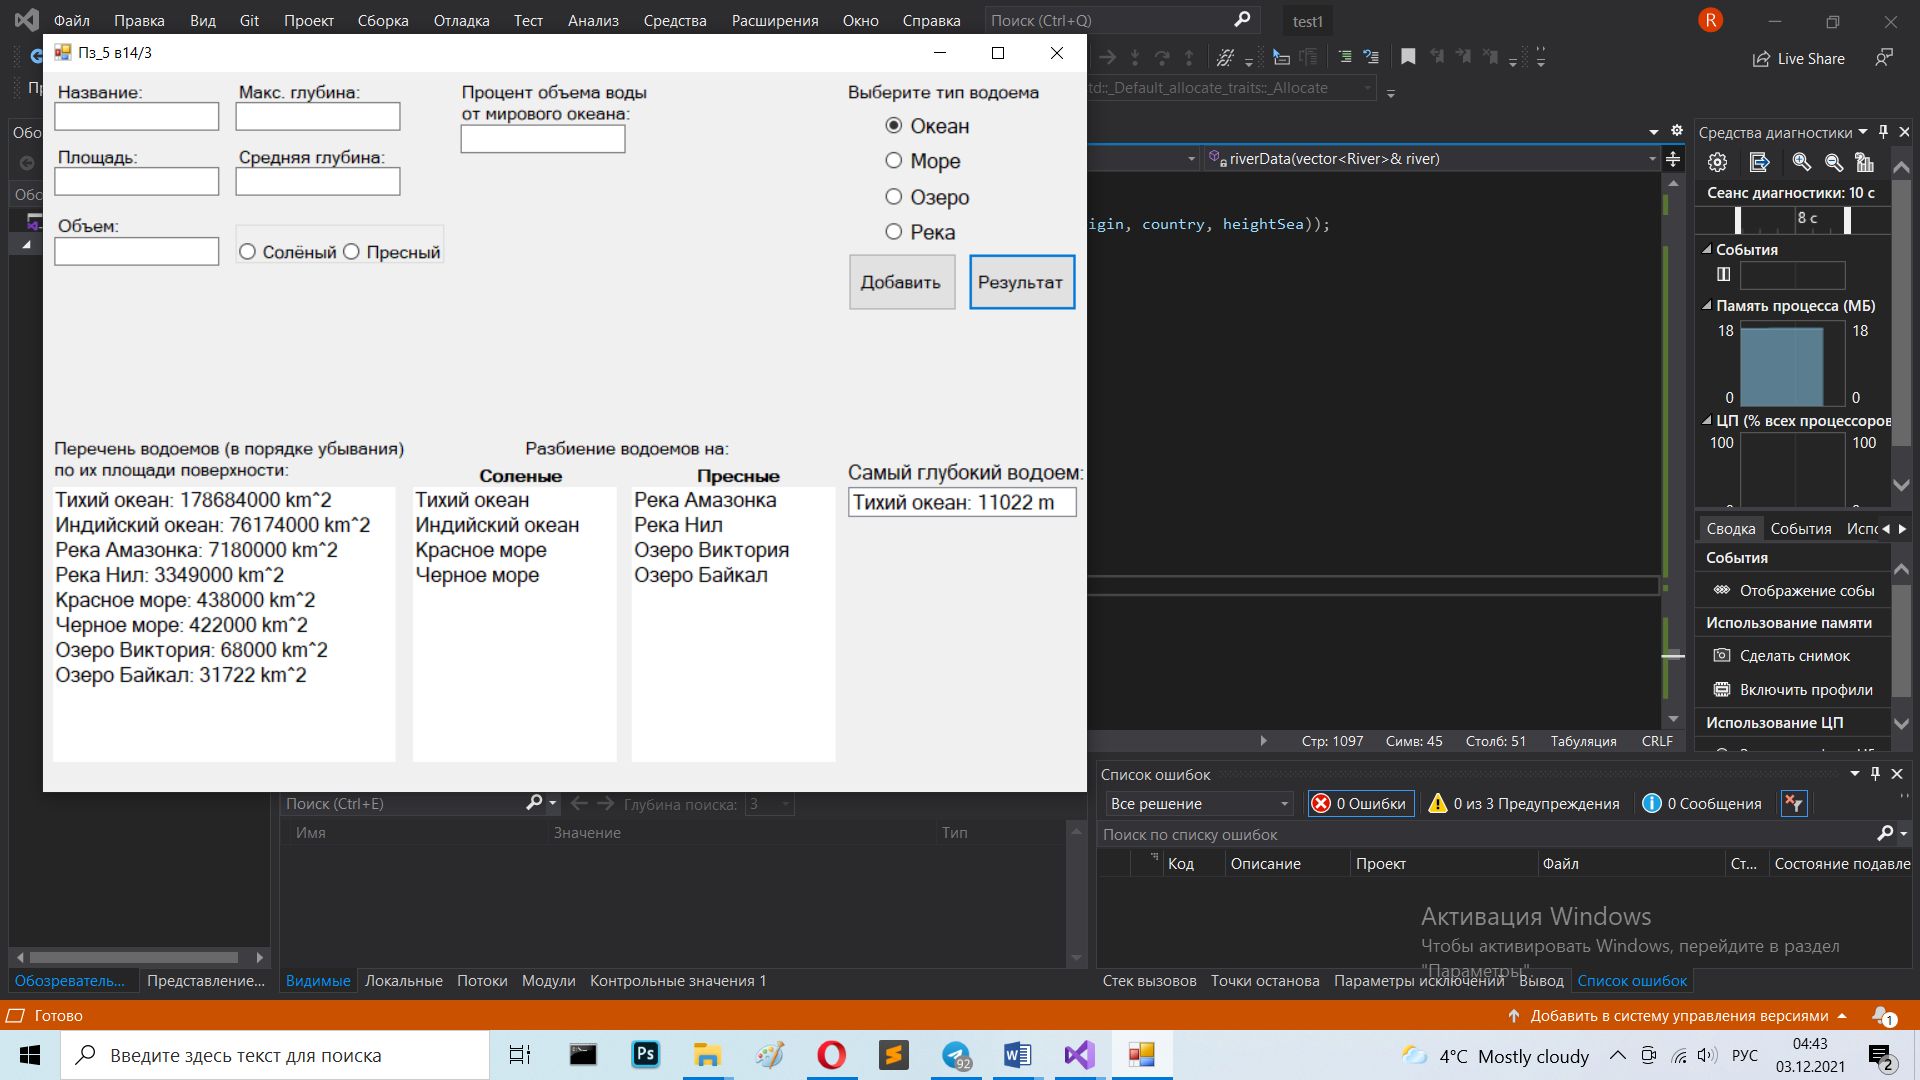 Файл Правка Вид Git Проект Сборка Отладка Тест Анализ Средства Расширения Окно Справка Поиск (Ctrl+Q) test1 R
Live Share
Пз_5 в14/3
td::_Default_allocate_traits::_Allocate
Название:
Макс. глубина:
Процент объема воды
от мирового океана:
Выберите тип водоема
Океан
Море
Озеро
Река
Площадь:
Средняя глубина:
Объем:
Солёный Пресный
Добавить Результат
Перечень водоемов (в порядке убывания)
по их площади поверхности:
Разбиение водоемов на:
Соленые Пресные
Самый глубокий водоем:
Тихий океан: 11022 m
Тихий океан: 178684000 km^2
Индийский океан: 76174000 km^2
Река Амазонка: 7180000 km^2
Река Нил: 3349000 km^2
Красное море: 438000 km^2
Черное море: 422000 km^2
Озеро Виктория: 68000 km^2
Озеро Байкал: 31722 km^2
Тихий океан
Индийский океан
Красное море
Черное море
Река Амазонка
Река Нил
Озеро Виктория
Озеро Байкал
riverData(vector<River>& river)
igin, country, heightSea));
Стр: 1097 Симв: 45 Столб: 51 Табуляция CRLF
Средства диагностики
Сеанс диагностики: 10 с
8 с
События
Память процесса (МБ)
18 18
0 0
ЦП (% всех процессоров
100 100
Сводка События Испо
События
Отображение собы
Использование памяти
Сделать снимок
Включить профили
Использование ЦП
Поиск (Ctrl+E) Глубина поиска: 3
Имя Значение Тип
Обозреватель... Представление...
Видимые Локальные Потоки Модули Контрольные значения 1
Список ошибок
Все решение 0 Ошибки 0 из 3 Предупреждения 0 Сообщения
Поиск по списку ошибок
Код Описание Проект Файл Ст... Состояние подавле
Активация Windows
Чтобы активировать Windows, перейдите в раздел
"Параметры".
Стек вызовов Точки останова Параметры исключений Вывод Список ошибок
Готово
Добавить в систему управления версиями 1
Введите здесь текст для поиска
Ps
92
4°C Mostly cloudy
РУС
04:43
03.12.2021
2